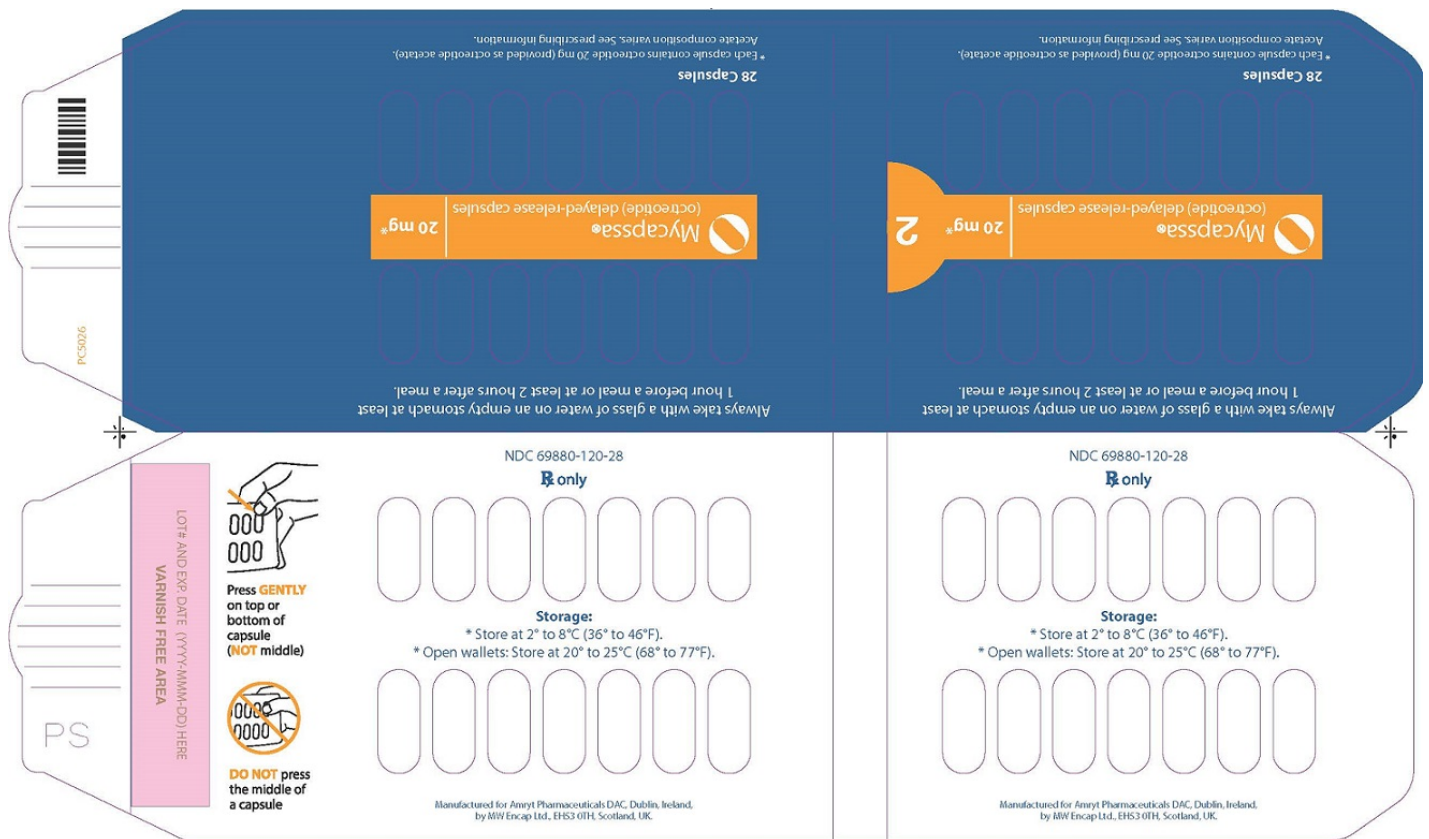 Acetate composition varies. See prescribing information.
* Each capsule contains octreotide 20 mg (provided as octreotide acetate).
28 Capsules
Mycapssa®
(octreotide) delayed-release capsules
20 mg*
1 hour before a meal or at least 2 hours after a meal.
Always take with a glass of water on an empty stomach at least
Acetate composition varies. See prescribing information.
* Each capsule contains octreotide 20 mg (provided as octreotide acetate).
28 Capsules
Mycapssa®
(octreotide) delayed-release capsules
20 mg*
2
1 hour before a meal or at least 2 hours after a meal.
Always take with a glass of water on an empty stomach at least
PC5026
PS
LOT# AND EXP. DATE (YYYY-MMM-DD) HERE
VARNISH FREE AREA
Press GENTLY
on top or
bottom of
capsule
(NOT middle)
DO NOT press
the middle of
a capsule
NDC 69880-120-28
Rx only
Storage:
* Store at 2° to 8°C (36° to 46°F).
* Open wallets: Store at 20° to 25°C (68° to 77°F).
Manufactured for Amryt Pharmaceuticals DAC, Dublin, Ireland,
by MW Encap Ltd., EH53 0TH, Scotland, UK.
NDC 69880-120-28
Rx only
Storage:
* Store at 2° to 8°C (36° to 46°F).
* Open wallets: Store at 20° to 25°C (68° to 77°F).
Manufactured for Amryt Pharmaceuticals DAC, Dublin, Ireland,
by MW Encap Ltd., EH53 0TH, Scotland, UK.